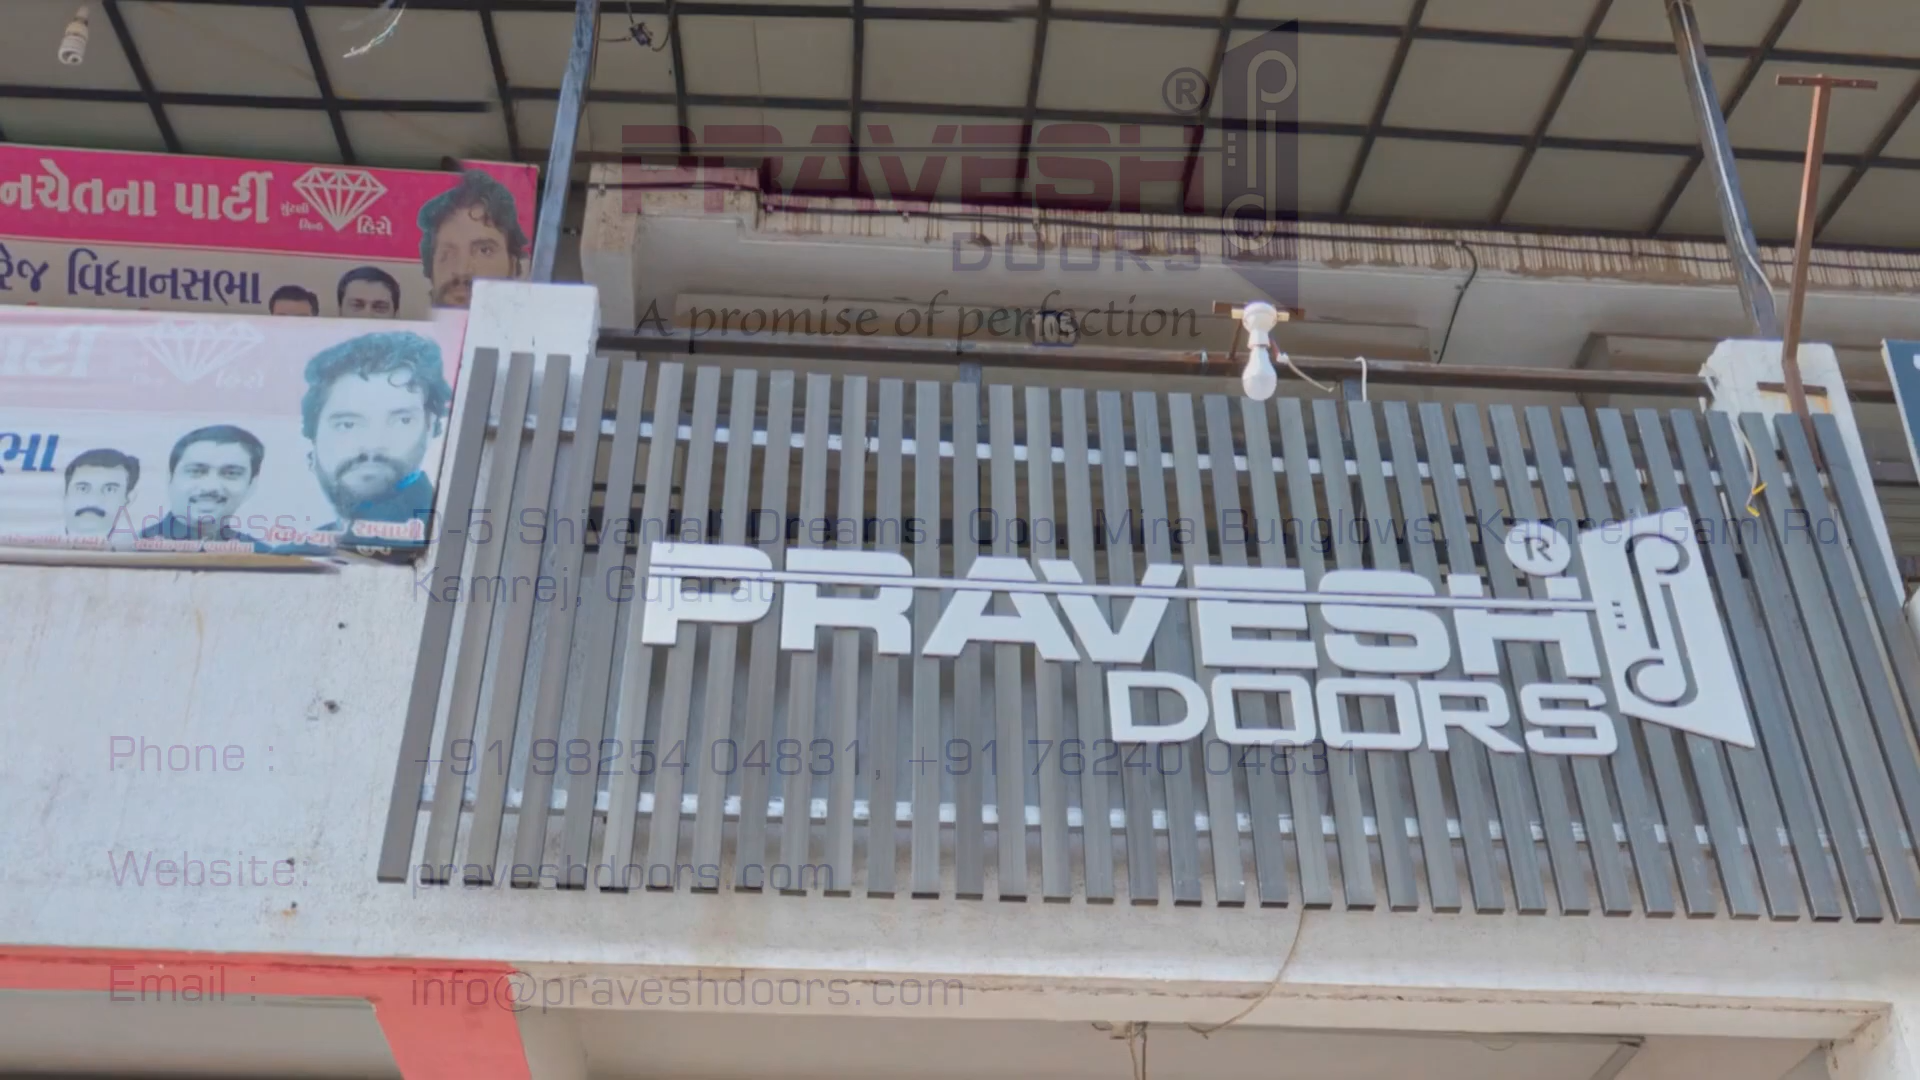 ®
PRAVESH
DOORS
A promise of perfection
105
નચેતના પાર્ટી
હિરો
રેજ વિધાનસભા
પાર્ટી
હિરો
ભા
Address: D-5 Shivanjali Dreams, Opp. Mira Bunglows, Kamrej Gam Rd,
Kamrej, Gujarat
®
PRAVESH
DOORS
Phone : +91 98254 04831, +91 76240 04831
Website: praveshdoors.com
Email : info@praveshdoors.com